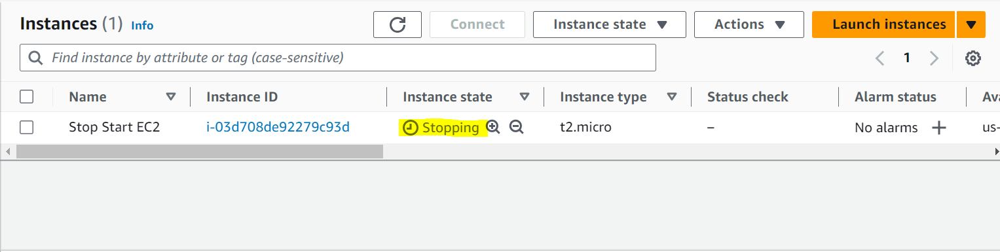 Instances (1) Info Connect Instance state Actions Launch instances
Find instance by attribute or tag (case-sensitive) 1
Name Instance ID Instance state Instance type Status check Alarm status Ava
Stop Start EC2 i-03d708de92279c93d Stopping t2.micro – No alarms us-